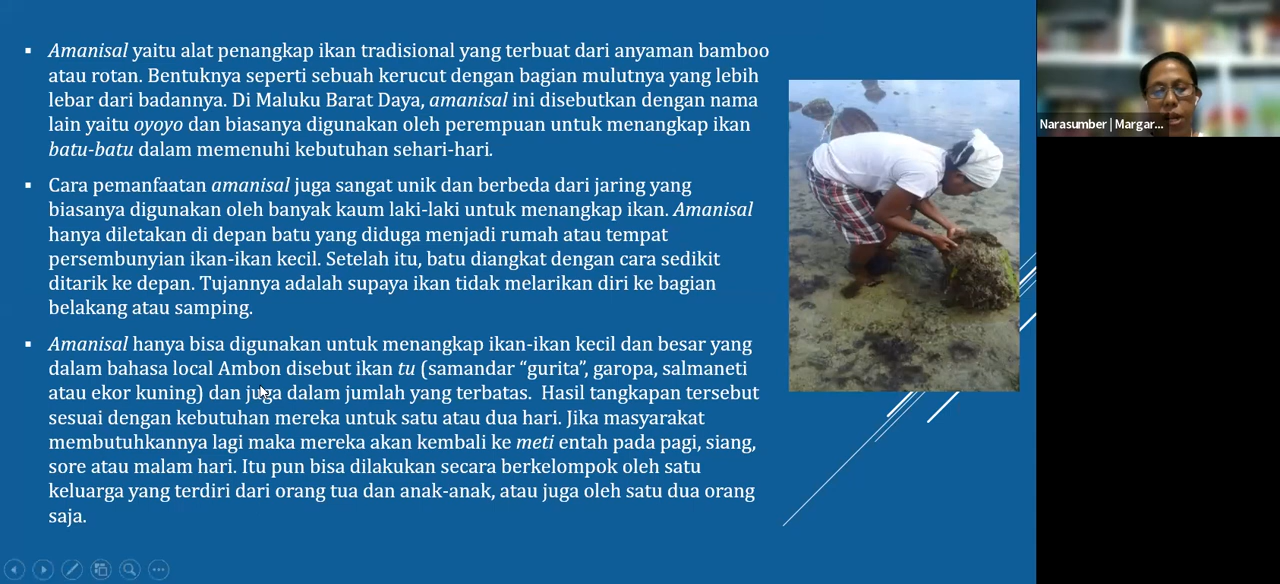 ▪ Amanisal yaitu alat penangkap ikan tradisional yang terbuat dari anyaman bamboo
atau rotan. Bentuknya seperti sebuah kerucut dengan bagian mulutnya yang lebih
lebar dari badannya. Di Maluku Barat Daya, amanisal ini disebutkan dengan nama
lain yaitu oyoyo dan biasanya digunakan oleh perempuan untuk menangkap ikan
batu-batu dalam memenuhi kebutuhan sehari-hari.
▪ Cara pemanfaatan amanisal juga sangat unik dan berbeda dari jaring yang
biasanya digunakan oleh banyak kaum laki-laki untuk menangkap ikan. Amanisal
hanya diletakan di depan batu yang diduga menjadi rumah atau tempat
persembunyian ikan-ikan kecil. Setelah itu, batu diangkat dengan cara sedikit
ditarik ke depan. Tujannya adalah supaya ikan tidak melarikan diri ke bagian
belakang atau samping.
▪ Amanisal hanya bisa digunakan untuk menangkap ikan-ikan kecil dan besar yang
dalam bahasa local Ambon disebut ikan tu (samandar “gurita”, garopa, salmaneti
atau ekor kuning) dan juga dalam jumlah yang terbatas. Hasil tangkapan tersebut
sesuai dengan kebutuhan mereka untuk satu atau dua hari. Jika masyarakat
membutuhkannya lagi maka mereka akan kembali ke meti entah pada pagi, siang,
sore atau malam hari. Itu pun bisa dilakukan secara berkelompok oleh satu
keluarga yang terdiri dari orang tua dan anak-anak, atau juga oleh satu dua orang
saja.
Narasumber | Margar...